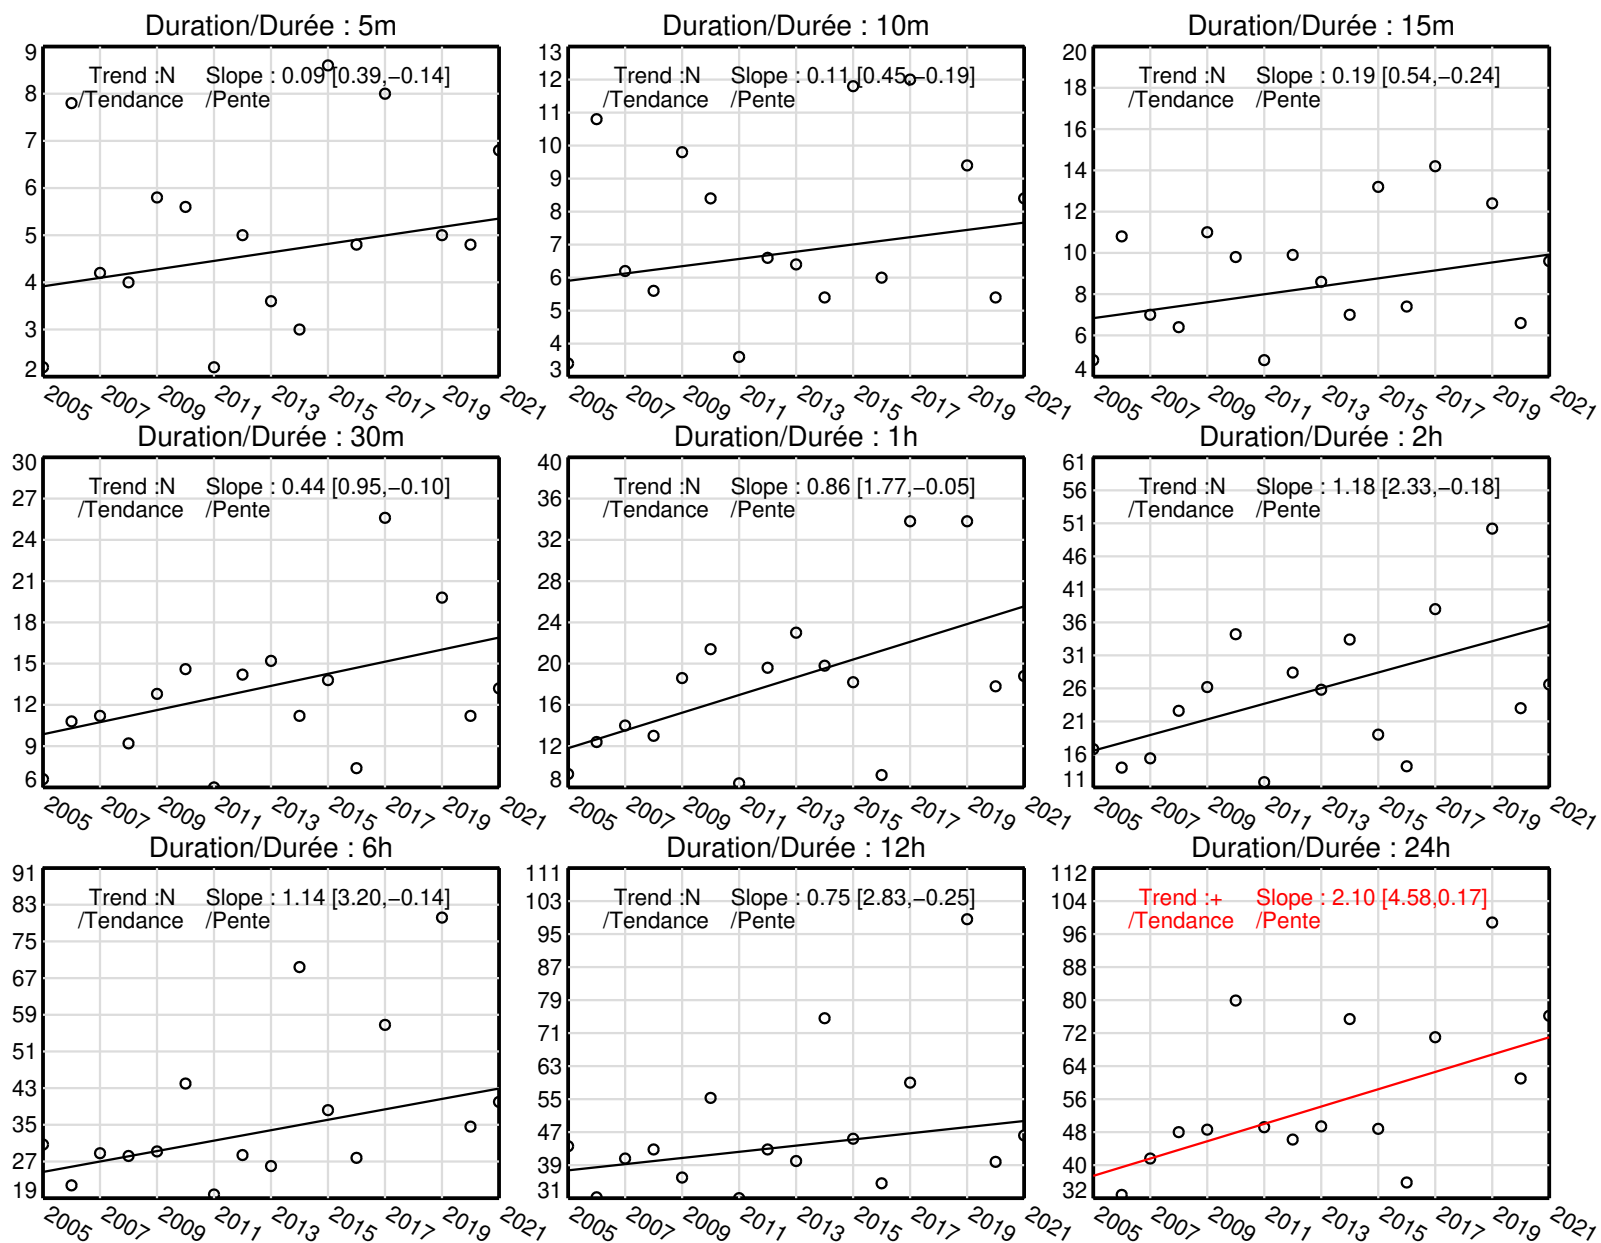 Duration/Durée : 5m
9
8
7
6
5
4
3
2
Trend :N Slope : 0.09 [0.39,−0.14]
/Tendance /Pente
2005 2007 2009 2011 2013 2015 2017 2019 2021
Duration/Durée : 10m
13
12
11
10
9
8
7
6
5
4
3
Trend :N Slope : 0.11 [0.45,−0.19]
/Tendance /Pente
2005 2007 2009 2011 2013 2015 2017 2019 2021
Duration/Durée : 15m
20
18
16
14
12
10
8
6
4
Trend :N Slope : 0.19 [0.54,−0.24]
/Tendance /Pente
2005 2007 2009 2011 2013 2015 2017 2019 2021
Duration/Durée : 30m
30
27
24
21
18
15
12
9
6
Trend :N Slope : 0.44 [0.95,−0.10]
/Tendance /Pente
2005 2007 2009 2011 2013 2015 2017 2019 2021
Duration/Durée : 1h
40
36
32
28
24
20
16
12
8
Trend :N Slope : 0.86 [1.77,−0.05]
/Tendance /Pente
2005 2007 2009 2011 2013 2015 2017 2019 2021
Duration/Durée : 2h
61
56
51
46
41
36
31
26
21
16
11
Trend :N Slope : 1.18 [2.33,−0.18]
/Tendance /Pente
2005 2007 2009 2011 2013 2015 2017 2019 2021
Duration/Durée : 6h
91
83
75
67
59
51
43
35
27
19
Trend :N Slope : 1.14 [3.20,−0.14]
/Tendance /Pente
2005 2007 2009 2011 2013 2015 2017 2019 2021
Duration/Durée : 12h
111
103
95
87
79
71
63
55
47
39
31
Trend :N Slope : 0.75 [2.83,−0.25]
/Tendance /Pente
2005 2007 2009 2011 2013 2015 2017 2019 2021
Duration/Durée : 24h
112
104
96
88
80
72
64
56
48
40
32
Trend :+ Slope : 2.10 [4.58,0.17]
/Tendance /Pente
2005 2007 2009 2011 2013 2015 2017 2019 2021